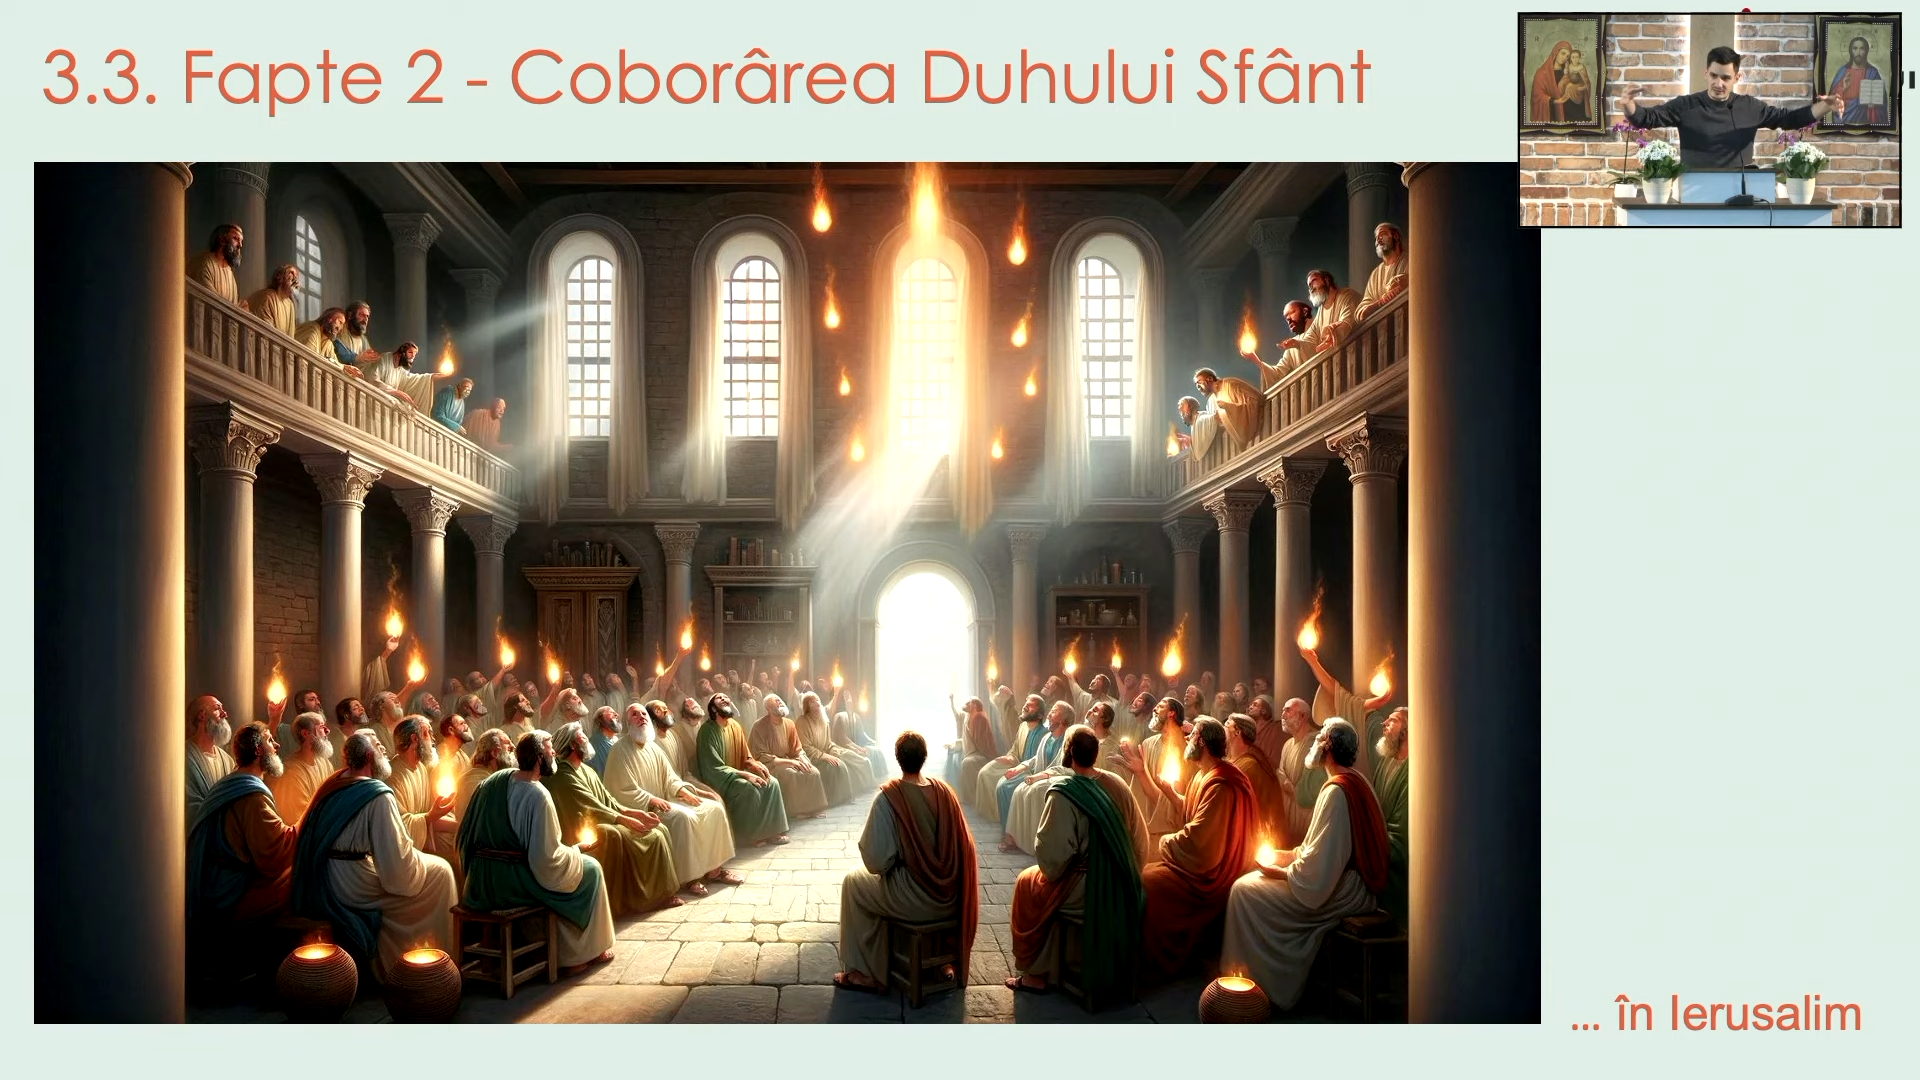 3.3. Fapte 2 - Coborârea Duhului Sfânt
... în Ierusalim